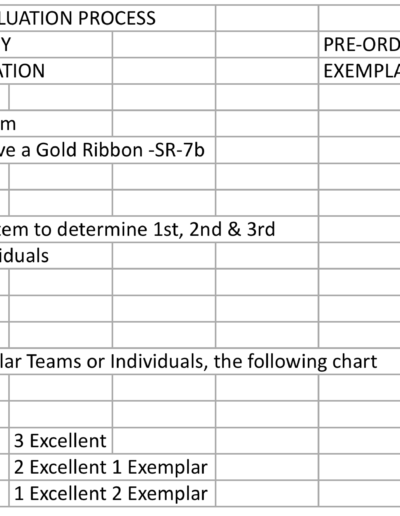 LUATION PROCESS
Y PRE-ORD
ATION EXEMPLA
m
ve a Gold Ribbon -SR-7b
tem to determine 1st, 2nd & 3rd
iduals
lar Teams or Individuals, the following chart
3 Excellent
2 Excellent 1 Exemplar
1 Excellent 2 Exemplar